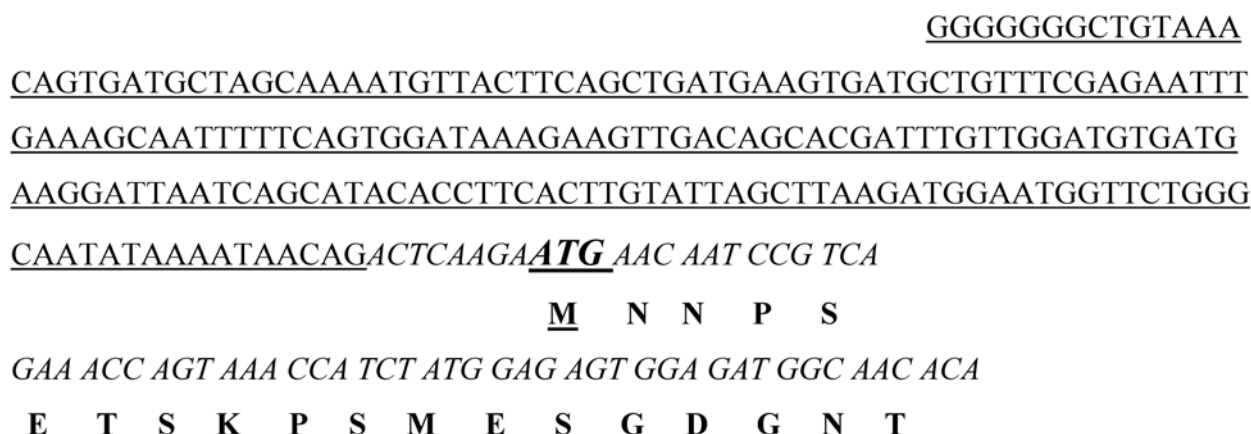 GGGGGGGCTGTAAA
CAGTGATGCTAGCAAAATGTTACTTCAGCTGATGAAGTGATGCTGTTTCGAGAATTT
GAAAGCAATTTTTCAGTGGATAAAGAAGTTGACAGCACGATTTGTTGGATGTGATG
AAGGATTAATCAGCATACACCTTCACTTGTATTAGCTTAAGATGGAATGGTTCTGGG
CAATATAAAATAACAGACTCAAGAATG AAC AAT CCG TCA
M N N P S
GAA ACC AGT AAA CCA TCT ATG GAG AGT GGA GAT GGC AAC ACA
E T S K P S M E S G D G N T